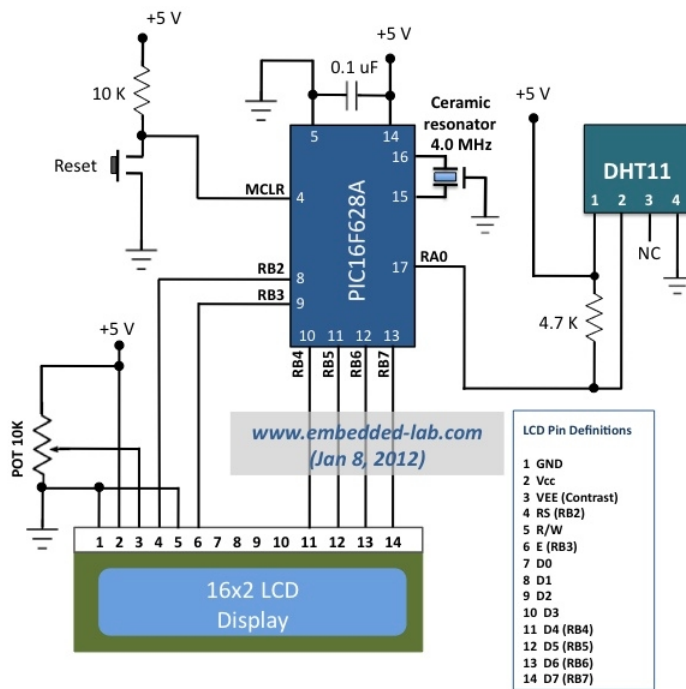 +5 V
+5 V
0.1 uF
10 K
+5 V
Ceramic
resonator
4.0 MHz
5
14
16
DHT11
Reset
MCLR
4
15
1 2 3 4
PIC16F628A
NC
RB2
8
17
RA0
RB3
9
4.7 K
10 11 12 13
+5 V
RB4
RB5
RB6
RB7
POT 10K
www.embedded-lab.com
(Jan 8, 2012)
1 2 3 4 5 6 7 8 9 10 11 12 13 14
16x2 LCD
Display
LCD Pin Definitions
1 GND
2 Vcc
3 VEE (Contrast)
4 RS (RB2)
5 R/W
6 E (RB3)
7 D0
8 D1
9 D2
10 D3
11 D4 (RB4)
12 D5 (RB5)
13 D6 (RB6)
14 D7 (RB7)